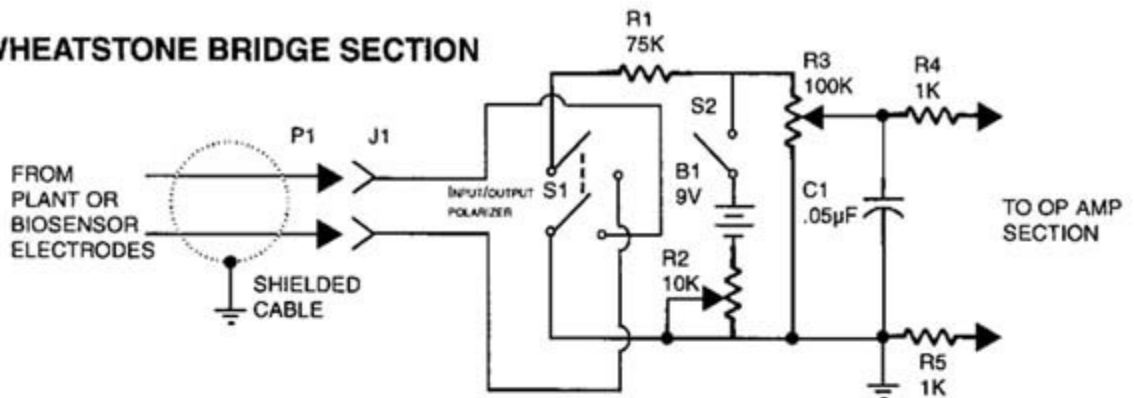 WHEATSTONE BRIDGE SECTION
R1
75K
R3
100K
R4
1K
S2
P1
J1
FROM
PLANT OR
BIOSENSOR
ELECTRODES
INPUT/OUTPUT
POLARIZER
S1
B1
9V
C1
.05µF
TO OP AMP
SECTION
R2
10K
SHIELDED
CABLE
R5
1K